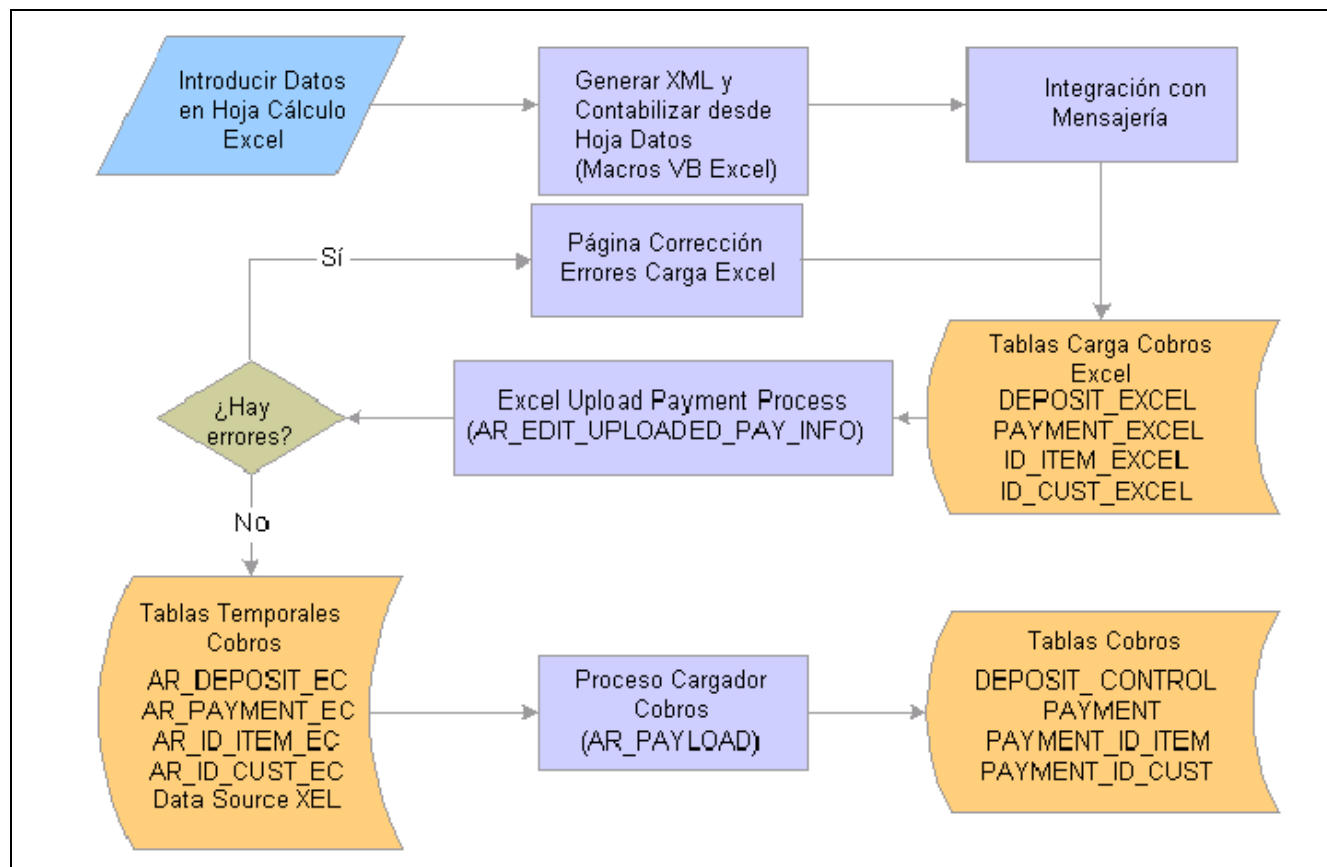 Introducir Datos
en Hoja Cálculo
Excel
Generar XML y
Contabilizar desde
Hoja Datos
(Macros VB Excel)
Integración con
Mensajería
Sí
Página Corrección
Errores Carga Excel
Tablas Carga Cobros
Excel
DEPOSIT_EXCEL
PAYMENT_EXCEL
ID_ITEM_EXCEL
ID_CUST_EXCEL
Excel Upload Payment Process
(AR_EDIT_UPLOADED_PAY_INFO)
¿Hay
errores?
No
Tablas Temporales
Cobros
AR_DEPOSIT_EC
AR_PAYMENT_EC
AR_ID_ITEM_EC
AR_ID_CUST_EC
Data Source XEL
Proceso Cargador
Cobros
(AR_PAYLOAD)
Tablas Cobros
DEPOSIT_ CONTROL
PAYMENT
PAYMENT_ID_ITEM
PAYMENT_ID_CUST